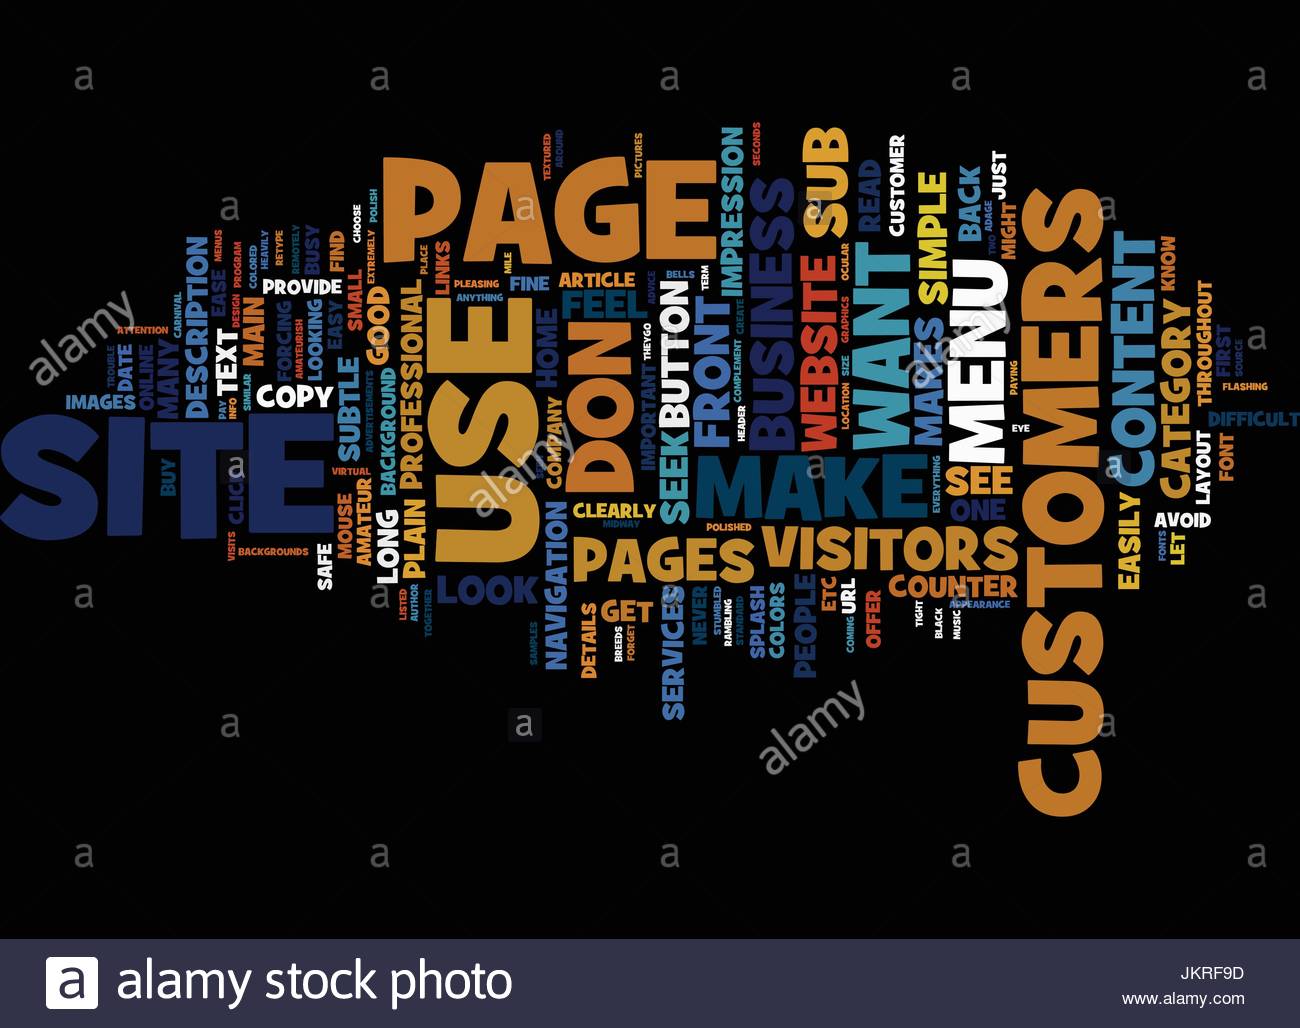 PAGE
SITE
USE
DON
CUSTOMERS
MENU
WANT
MAKE
VISITORS
PAGES
CONTENT
CATEGORY
WEBSITE
SUB
BUSINESS
IMPRESSION
FRONT
BUTTON
SEEK
FEEL
ARTICLE
FINE
HOME
COMPANY
IMPORTANT
CLEARLY
MIDWAY
POLISHED
NAVIGATION
DETAILS
GET
SERVICES
NEVER
STUMBLED
RAMBLING
STANDARD
SPLASH
COLORS
PEOPLE
ETC
URL
COMING
OFFER
COUNTER
APPEARANCE
TIGHT
BLACK
MUSIC
SEE
ONE
EVERYTHING
MAKES
SIMPLE
CUSTOMER
READ
BACK
JUST
ADAGE
TWO
MIGHT
PAYING
EYE
KNOW
THROUGHOUT
FIRST
SOURCE
FLASHING
DIFFICULT
FONT
LAYOUT
AVOID
LET
FONTS
EASILY
SECONDS
PICTURES
AROUND
TEXTURED
OCULAR
GRAPHICS
SIZE
LOCATION
CREATE
COMPLEMENT
HEADER
TERM
BELLS
ADVICE
THEYGO
MILE
PLEASING
ANYTHING
LINKS
PLACE
PROFESSIONAL
PLAIN
GOOD
BACKGROUND
LONG
LOOK
LISTED
AUTHOR
TOGETHER
SAMPLES
BREEDS
FORGET
POLISH
EXTREMELY
CHOOSE
FIND
SMALL
EASY
SUBTLE
ADVERTISEMENTS
VIRTUAL
MOUSE
AMATEUR
SAFE
BUSY
REMOTELY
RETYPE
HEAVILY
COLORED
PROVIDE
LOOKING
AMATEURISH
FORCING
MAIN
COPY
SIMILAR
PROGRAM
DESIGN
MENUS
EASE
TEXT
INFO
PAY
DESCRIPTION
CARNIVAL
MANY
ATTENTION
ONLINE
DATE
TROUBLE
IMAGES
BUY
CLICK
VISITS
BACKGROUNDS
a a a a a
a a a a
a a a a a
a a a a
a a a a a
a a a a
a a a a a
alamy
alamy
alamy
alamy
a alamy stock photo
JKRF9D
www.alamy.com